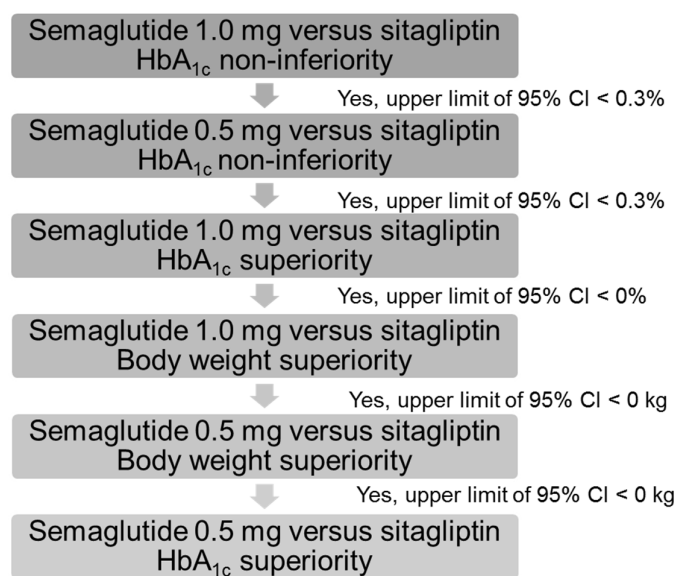 Semaglutide 1.0 mg versus sitagliptin
HbA1c non-inferiority
Yes, upper limit of 95% CI < 0.3%
Semaglutide 0.5 mg versus sitagliptin
HbA1c non-inferiority
Yes, upper limit of 95% CI < 0.3%
Semaglutide 1.0 mg versus sitagliptin
HbA1c superiority
Yes, upper limit of 95% CI < 0%
Semaglutide 1.0 mg versus sitagliptin
Body weight superiority
Yes, upper limit of 95% CI < 0 kg
Semaglutide 0.5 mg versus sitagliptin
Body weight superiority
Yes, upper limit of 95% CI < 0 kg
Semaglutide 0.5 mg versus sitagliptin
HbA1c superiority